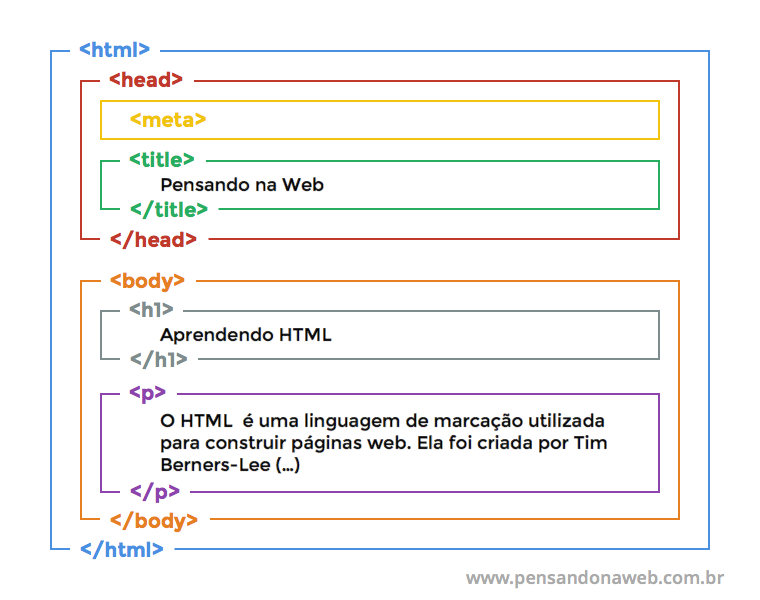 <html>
<head>
<meta>
<title>
Pensando na Web
</title>
</head>
<body>
<h1>
Aprendendo HTML
</h1>
<p>
O HTML é uma linguagem de marcação utilizada
para construir páginas web. Ela foi criada por Tim
Berners-Lee (...)
</p>
</body>
</html>
www.pensandonaweb.com.br